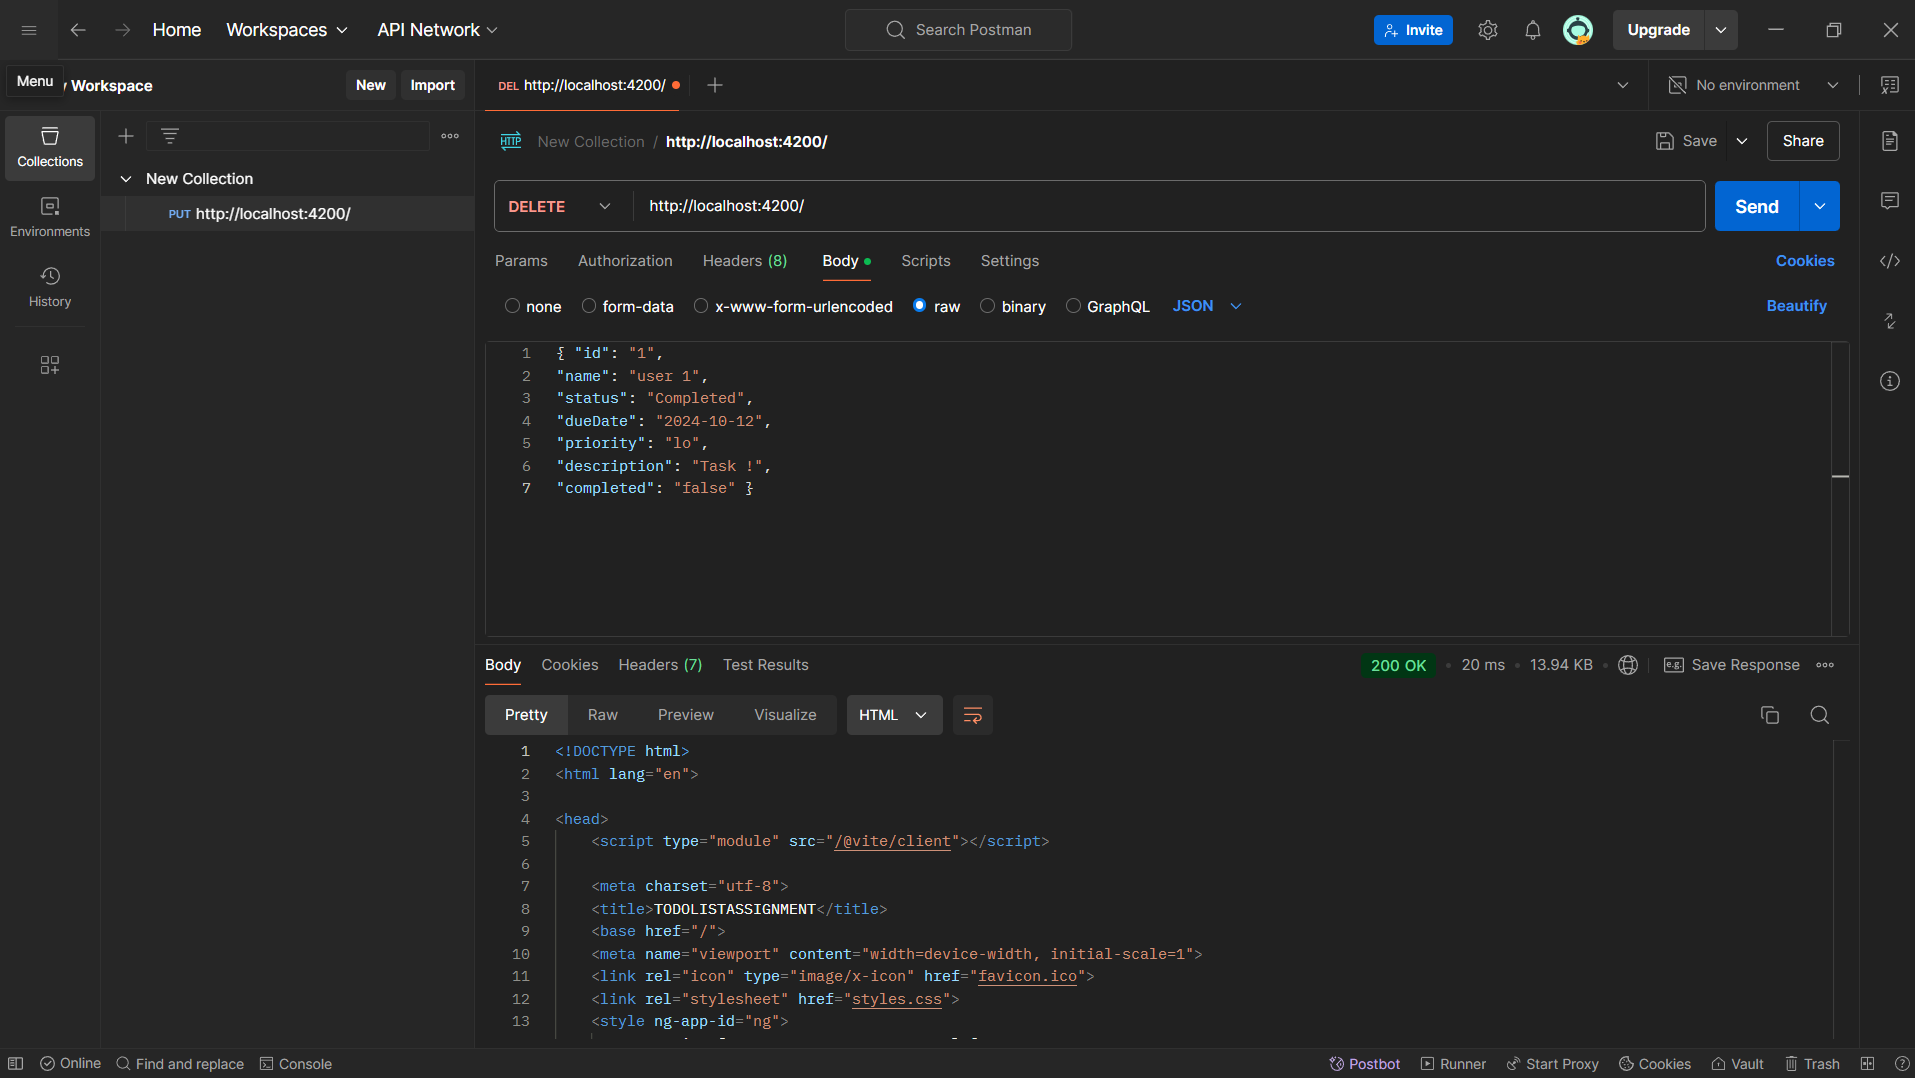 Home Workspaces API Network Search Postman Invite Upgrade
Menu y Workspace New Import DEL http://localhost:4200/ No environment
Collections
Environments
History
New Collection
PUT http://localhost:4200/
HTTP New Collection / http://localhost:4200/ Save Share
DELETE http://localhost:4200/ Send
Params Authorization Headers (8) Body Scripts Settings Cookies
none form-data x-www-form-urlencoded raw binary GraphQL JSON Beautify
1 { "id": "1",
2 "name": "user 1",
3 "status": "Completed",
4 "dueDate": "2024-10-12",
5 "priority": "lo",
6 "description": "Task !",
7 "completed": "false" }
Body Cookies Headers (7) Test Results 200 OK 20 ms 13.94 KB e.g. Save Response
Pretty Raw Preview Visualize HTML
1 <!DOCTYPE html>
2 <html lang="en">
3
4 <head>
5 <script type="module" src="/@vite/client"></script>
6
7 <meta charset="utf-8">
8 <title>TODOLISTASSIGNMENT</title>
9 <base href="/">
10 <meta name="viewport" content="width=device-width, initial-scale=1">
11 <link rel="icon" type="image/x-icon" href="favicon.ico">
12 <link rel="stylesheet" href="styles.css">
13 <style ng-app-id="ng">
Online Find and replace Console Postbot Runner Start Proxy Cookies Vault Trash